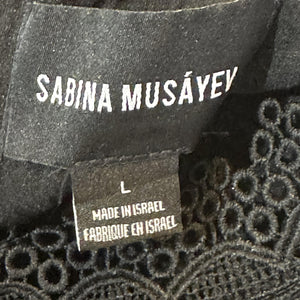 SABINA MUSÁYEV
L
MADE IN ISRAEL
FABRIQUE EN ISRAEL